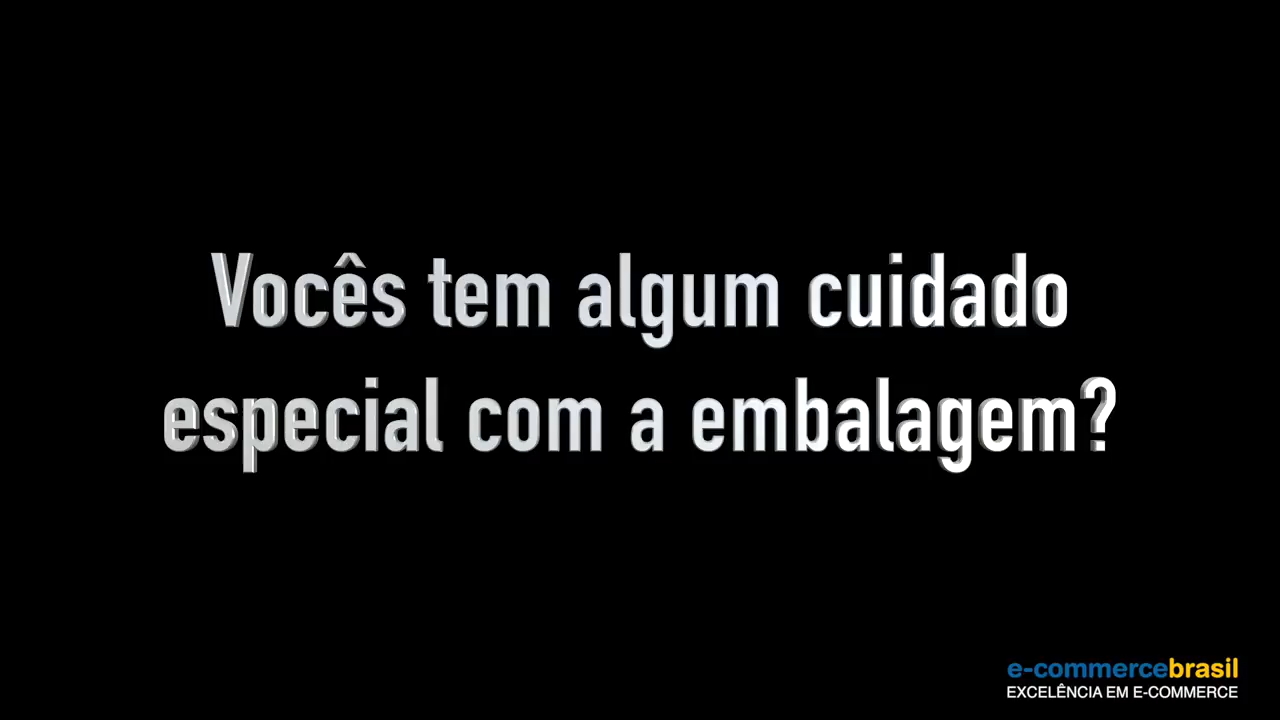 Vocês tem algum cuidado
especial com a embalagem?
e-commercebrasil
EXCELÊNCIA EM E-COMMERCE